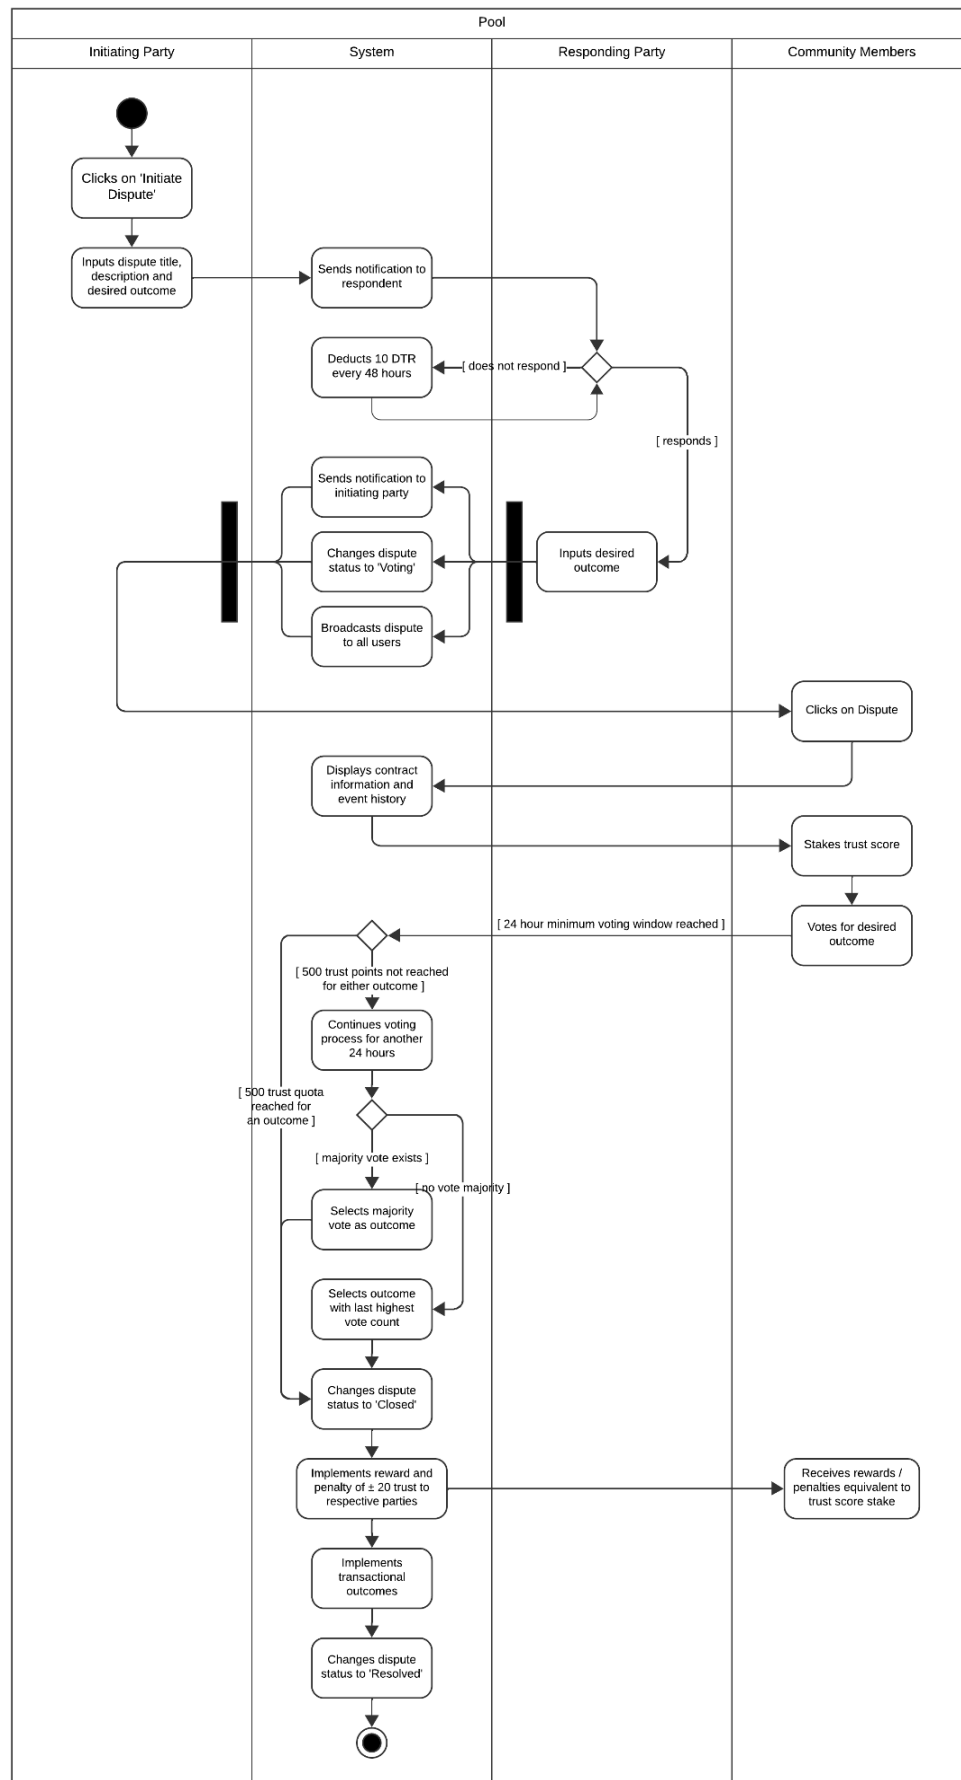 Pool
Initiating Party
System
Responding Party
Community Members
Clicks on 'Initiate
Dispute'
Inputs dispute title,
description and
desired outcome
Sends notification to
respondent
Deducts 10 DTR
every 48 hours
[ does not respond ]
[ responds ]
Sends notification to
initiating party
Changes dispute
status to 'Voting'
Inputs desired
outcome
Broadcasts dispute
to all users
Clicks on Dispute
Displays contract
information and
event history
Stakes trust score
Votes for desired
outcome
[ 24 hour minimum voting window reached ]
[ 500 trust points not reached
for either outcome ]
Continues voting
process for another
24 hours
[ 500 trust quota
reached for
an outcome ]
[ majority vote exists ]
[ no vote majority ]
Selects majority
vote as outcome
Selects outcome
with last highest
vote count
Changes dispute
status to 'Closed'
Implements reward and
penalty of ± 20 trust to
respective parties
Receives rewards /
penalties equivalent to
trust score stake
Implements
transactional
outcomes
Changes dispute
status to 'Resolved'